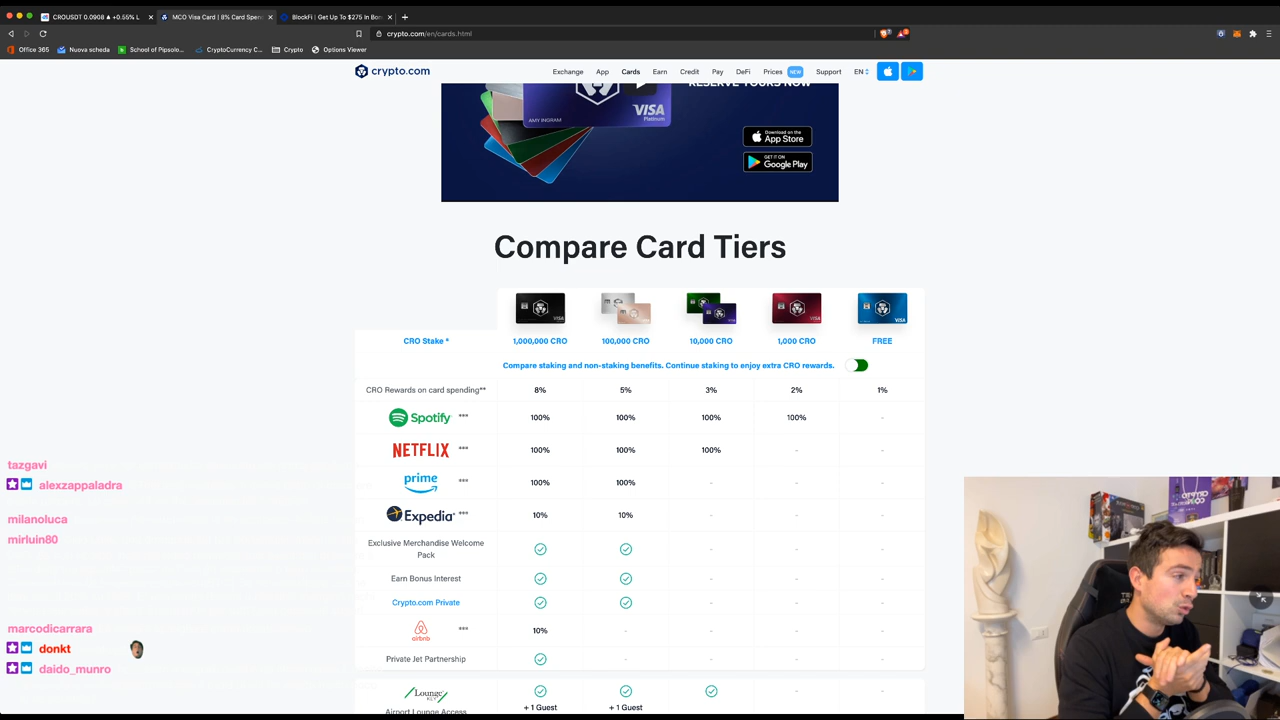 CROUSDT 0.0908 ▲ +0.55% L
MCO Visa Card | 8% Card Spen
BlockFi | Get Up To $275 In Bon
crypto.com/en/cards.html
Office 365
Nuova scheda
School of Pipsolo...
CryptoCurrency C...
Crypto
Options Viewer
crypto.com
Exchange
App
Cards
Earn
Credit
Pay
DeFi
Prices
NEW
Support
EN
RESERVE YOURS NOW
VISA
Platinum
AMY INGRAM
Download on the
App Store
GET IT ON
Google Play
Compare Card Tiers
CRO Stake * 1,000,000 CRO 100,000 CRO 10,000 CRO 1,000 CRO FREE
Compare staking and non-staking benefits. Continue staking to enjoy extra CRO rewards.
CRO Rewards on card spending** 8% 5% 3% 2% 1%
Spotify *** 100% 100% 100% 100% -
NETFLIX *** 100% 100% 100% - -
prime *** 100% 100% - - -
Expedia *** 10% 10% - - -
Exclusive Merchandise Welcome
Pack - - -
Earn Bonus Interest - - -
Crypto.com Private - - -
airbnb *** 10% - - - -
Private Jet Partnership - - - -
Lounge KEY - -
Airport Lounge Access + 1 Guest + 1 Guest
tazgavi
alexzappaladra
milanoluca
mirluin80
marcodicarrara
donkt
daido_munro